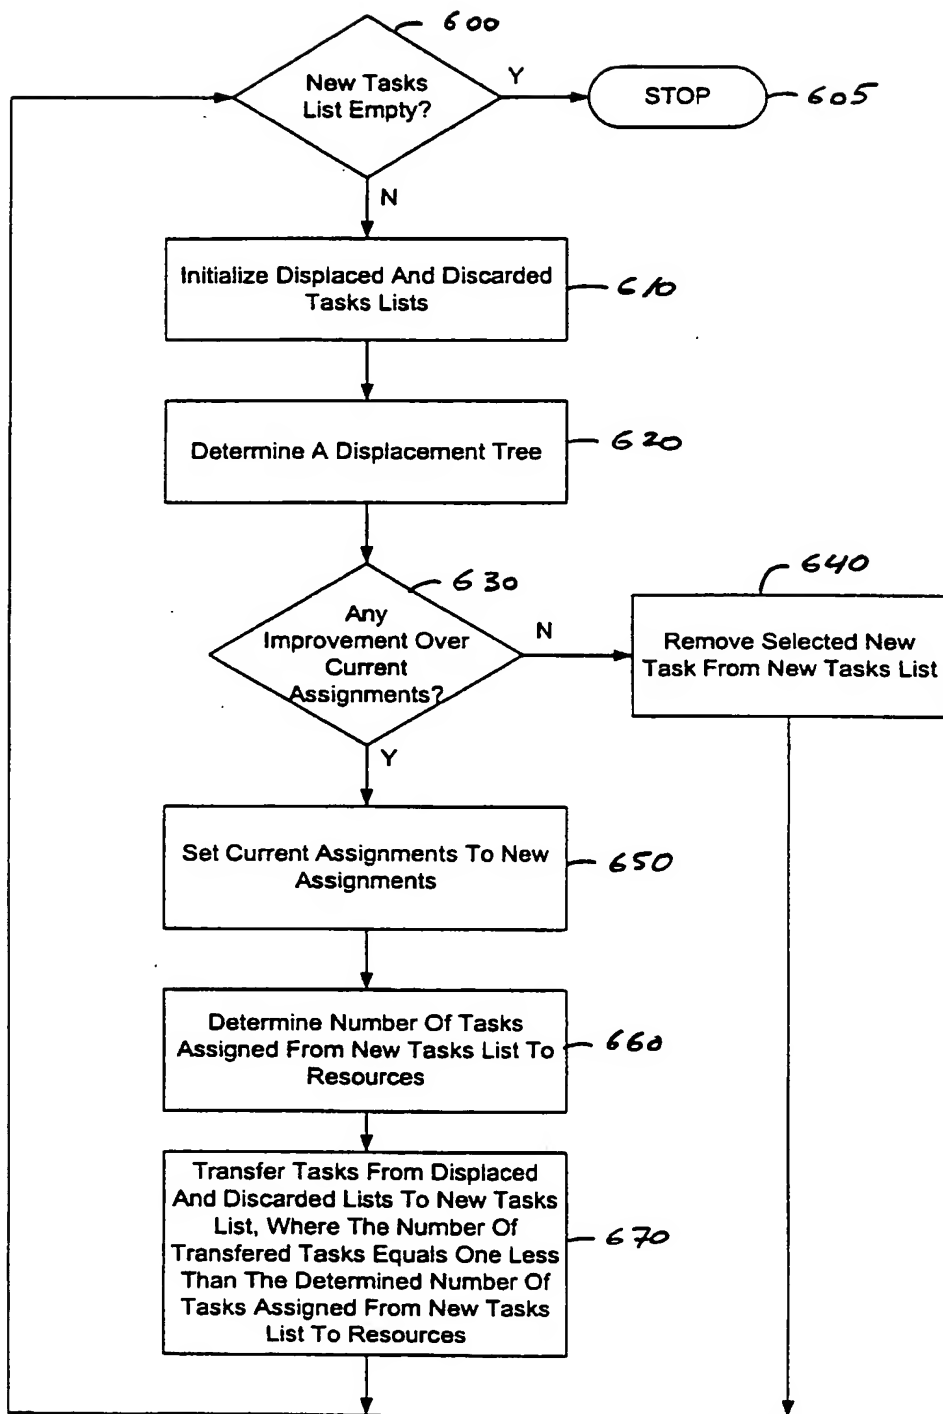 600
New Tasks
List Empty?
Y
STOP
605
N
Initialize Displaced And Discarded
Tasks Lists
610
Determine A Displacement Tree
620
630
Any
Improvement Over
Current
Assignments?
N
640
Remove Selected New
Task From New Tasks List
Y
Set Current Assignments To New
Assignments
650
Determine Number Of Tasks
Assigned From New Tasks List To
Resources
660
Transfer Tasks From Displaced
And Discarded Lists To New Tasks
List, Where The Number Of
Transfered Tasks Equals One Less
Than The Determined Number Of
Tasks Assigned From New Tasks
List To Resources
670